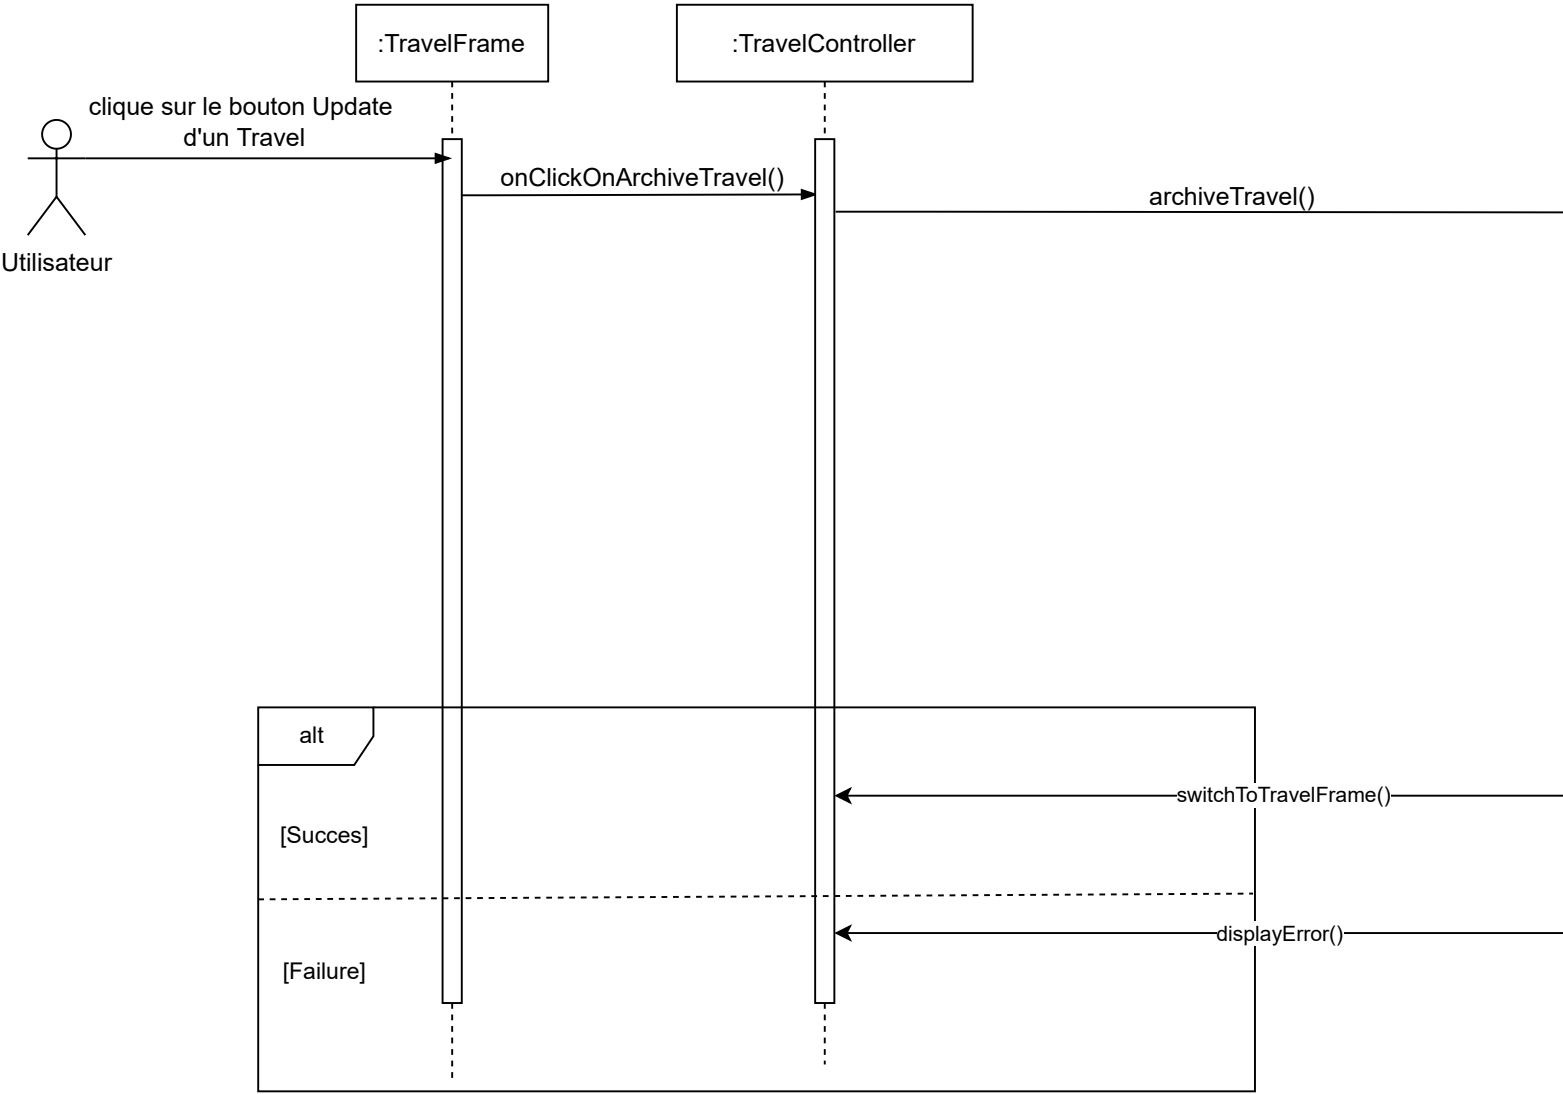 :TravelFrame
:TravelController
clique sur le bouton Update
d'un Travel
onClickOnArchiveTravel()
archiveTravel()
Utilisateur
alt
switchToTravelFrame()
[Succes]
displayError()
[Failure]